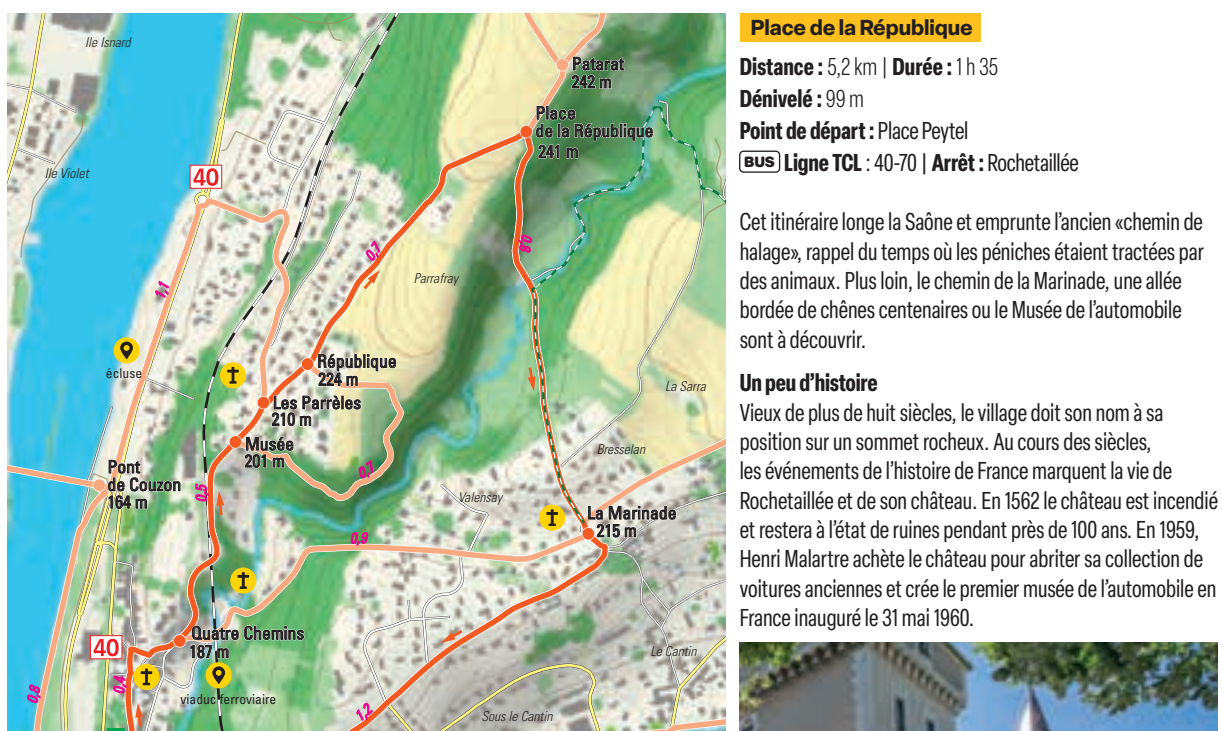 Ile Isnard
Patarat
242 m
Place
de la République
241 m
40
Ile Violet
0,8
0,7
Parrafray
1,1
écluse
République
224 m
La Sarra
Les Parrèles
210 m
Musée
201 m
Bresselan
Pont
de Couzon
164 m
0,5
0,7
Valensay
La Marinade
215 m
0,9
Quatre Chemins
187 m
40
Le Cantin
0,8
0,4
viaduc ferroviaire
1,2
Sous le Cantin
Place de la République
Distance : 5,2 km | Durée : 1 h 35
Dénivelé : 99 m
Point de départ : Place Peytel
BUS Ligne TCL : 40-70 | Arrêt : Rochetaillée
Cet itinéraire longe la Saône et emprunte l’ancien «chemin de
halage», rappel du temps où les péniches étaient tractées par
des animaux. Plus loin, le chemin de la Marinade, une allée
bordée de chênes centenaires ou le Musée de l’automobile
sont à découvrir.
Un peu d’histoire
Vieux de plus de huit siècles, le village doit son nom à sa
position sur un sommet rocheux. Au cours des siècles,
les événements de l’histoire de France marquent la vie de
Rochetaillée et de son château. En 1562 le château est incendié
et restera à l’état de ruines pendant près de 100 ans. En 1959,
Henri Malartre achète le château pour abriter sa collection de
voitures anciennes et crée le premier musée de l’automobile en
France inauguré le 31 mai 1960.